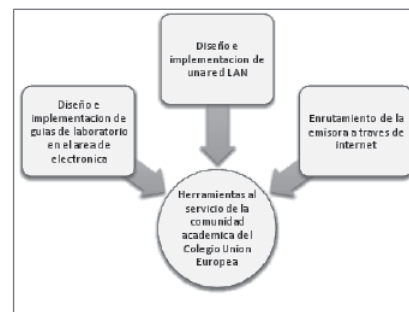 Diseño e
implementacion de
una red LAN
Diseño e
implementacion de
guias de laboratorio
en el area de
electronica
Enrutamiento de la
emisora a traves de
internet
Herramientas al
servicio de la
comunidad
academica del
Colegio Union
Europea